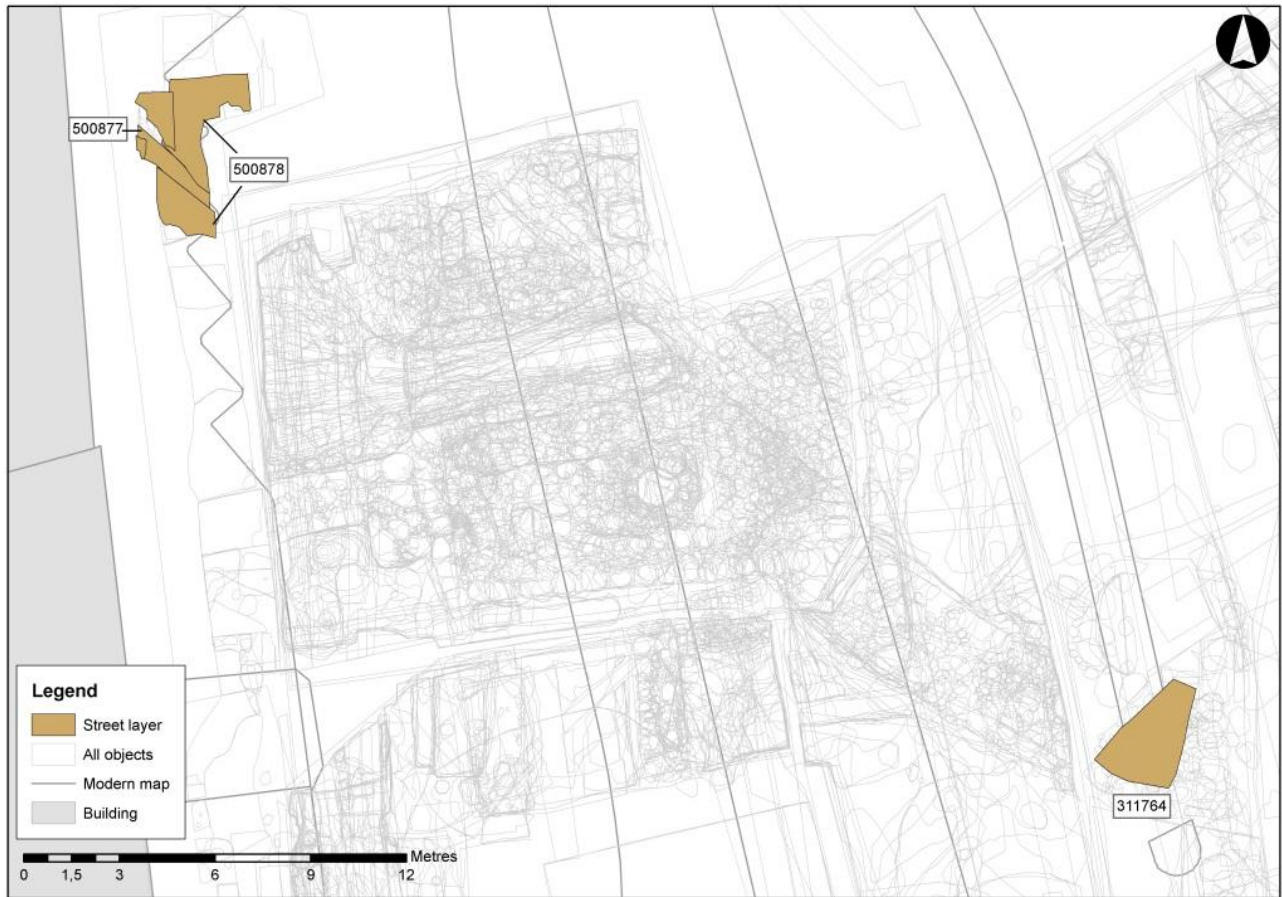 500877
500878
311764
Legend
Street layer
All objects
Modern map
Building
Metres
0 1,5 3 6 9 12